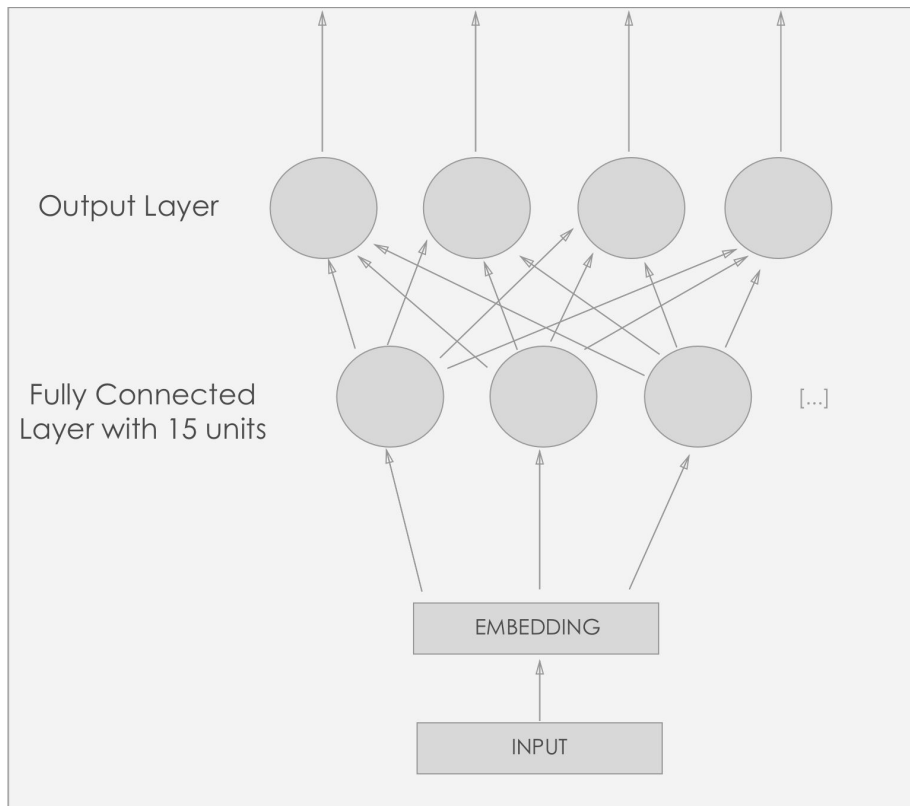 Output Layer
Fully Connected
Layer with 15 units
[...]
EMBEDDING
INPUT